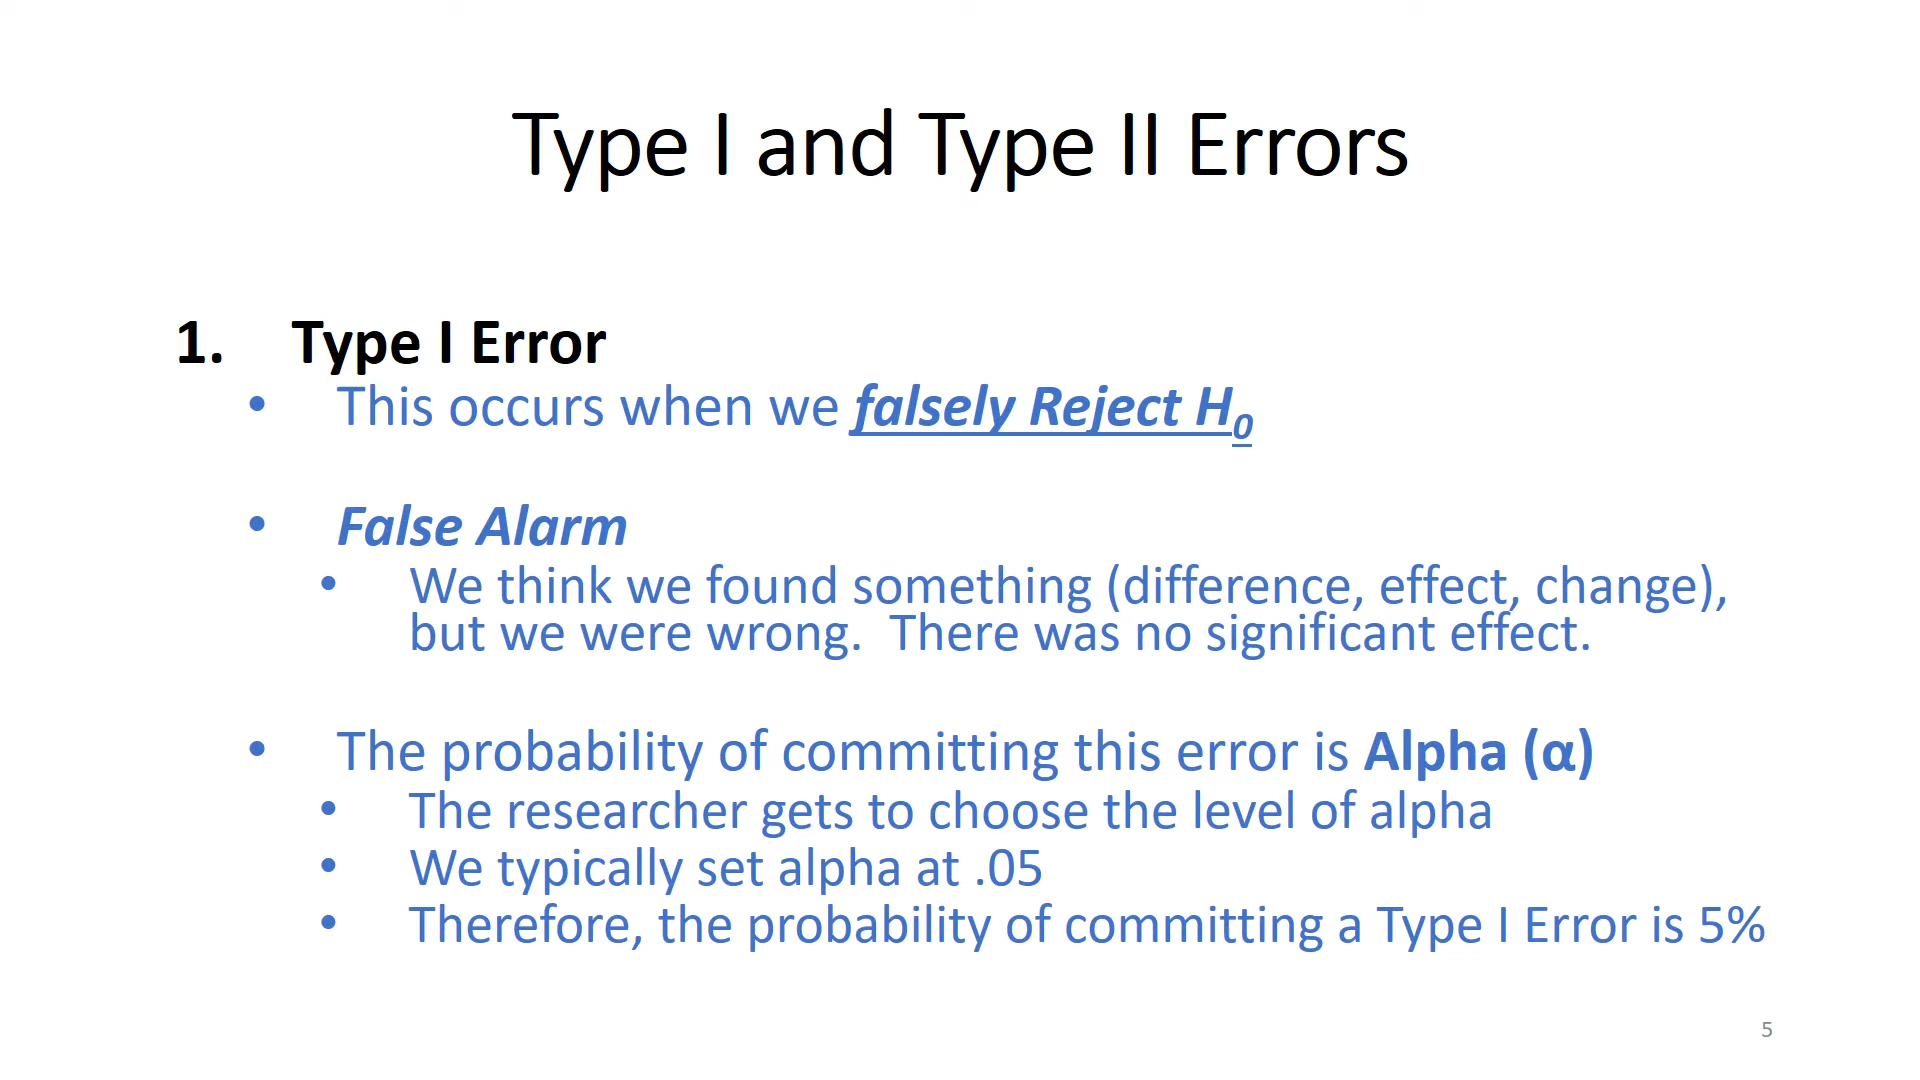 Type I and Type II Errors
1. Type I Error
• This occurs when we falsely Reject H0
• False Alarm
• We think we found something (difference, effect, change),
but we were wrong.  There was no significant effect.
• The probability of committing this error is Alpha (α)
• The researcher gets to choose the level of alpha
• We typically set alpha at .05
• Therefore, the probability of committing a Type I Error is 5%
5